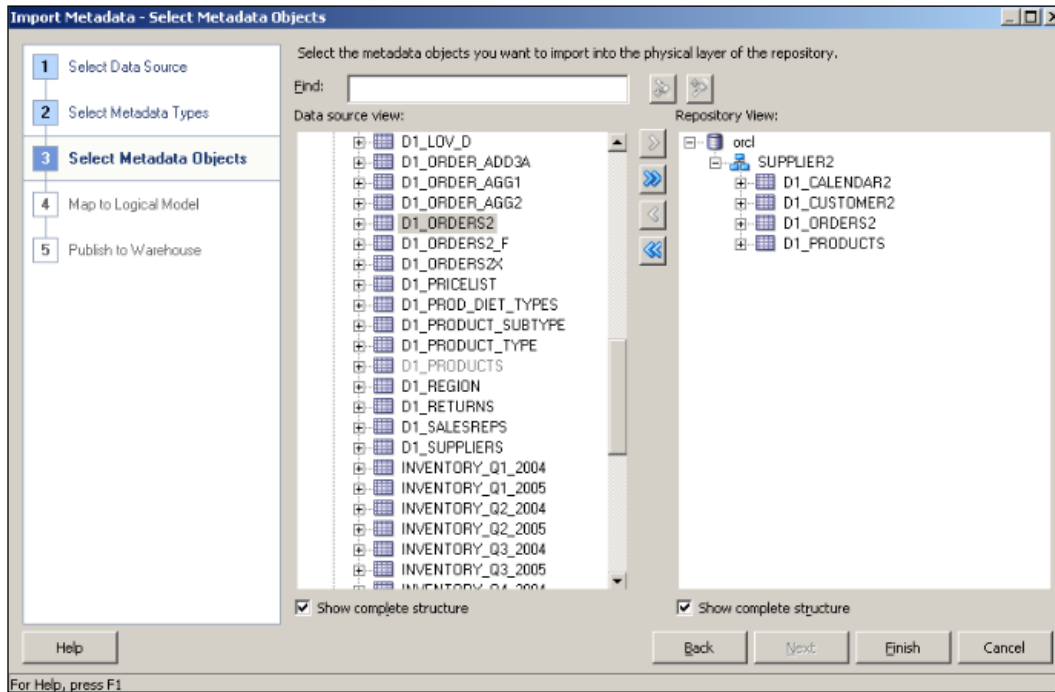 Import Metadata - Select Metadata Objects
1 Select Data Source
2 Select Metadata Types
3 Select Metadata Objects
4 Map to Logical Model
5 Publish to Warehouse
Select the metadata objects you want to import into the physical layer of the repository.
Find:
Data source view:
D1_LOV_D
D1_ORDER_ADD3A
D1_ORDER_AGG1
D1_ORDER_AGG2
D1_ORDERS2
D1_ORDERS2_F
D1_ORDERS2X
D1_PRICELIST
D1_PROD_DIET_TYPES
D1_PRODUCT_SUBTYPE
D1_PRODUCT_TYPE
D1_PRODUCTS
D1_REGION
D1_RETURNS
D1_SALESREPS
D1_SUPPLIERS
INVENTORY_Q1_2004
INVENTORY_Q1_2005
INVENTORY_Q2_2004
INVENTORY_Q2_2005
INVENTORY_Q3_2004
INVENTORY_Q3_2005
INVENTORY_Q4_2004
Show complete structure
Repository View:
orcl
SUPPLIER2
D1_CALENDAR2
D1_CUSTOMER2
D1_ORDERS2
D1_PRODUCTS
Show complete structure
Help
Back
Next
Finish
Cancel
For Help, press F1